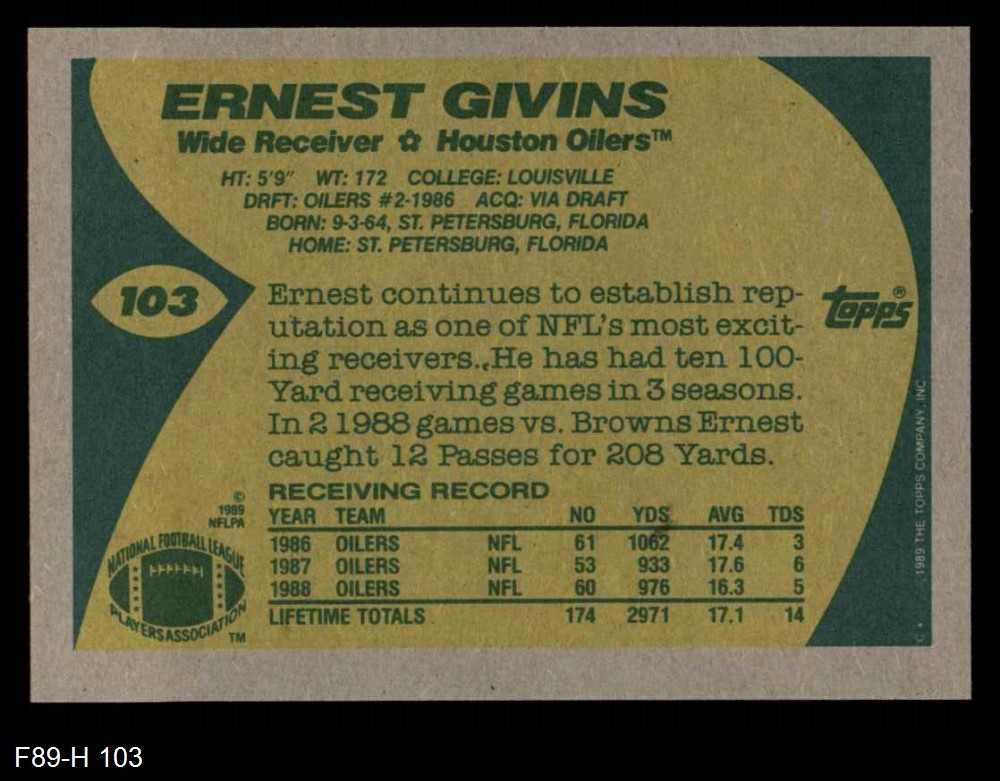 ERNEST GIVINS
Wide Receiver ✿ Houston Oilers™
HT: 5'9" WT: 172 COLLEGE: LOUISVILLE
DRFT: OILERS #2-1986 ACQ: VIA DRAFT
BORN: 9-3-64, ST. PETERSBURG, FLORIDA
HOME: ST. PETERSBURG, FLORIDA
103
Ernest continues to establish rep-
utation as one of NFL's most excit-
ing receivers. He has had ten 100-
Yard receiving games in 3 seasons.
In 2 1988 games vs. Browns Ernest
caught 12 Passes for 208 Yards.
topps®
RECEIVING RECORD
YEAR TEAM NO YDS AVG TDS
1986 OILERS NFL 61 1062 17.4 3
1987 OILERS NFL 53 933 17.6 6
1988 OILERS NFL 60 976 16.3 5
LIFETIME TOTALS 174 2971 17.1 14
©
1989
NFLPA
NATIONAL FOOTBALL LEAGUE
PLAYERS ASSOCIATION
TM
C • 1989 THE TOPPS COMPANY, INC.
F89-H 103